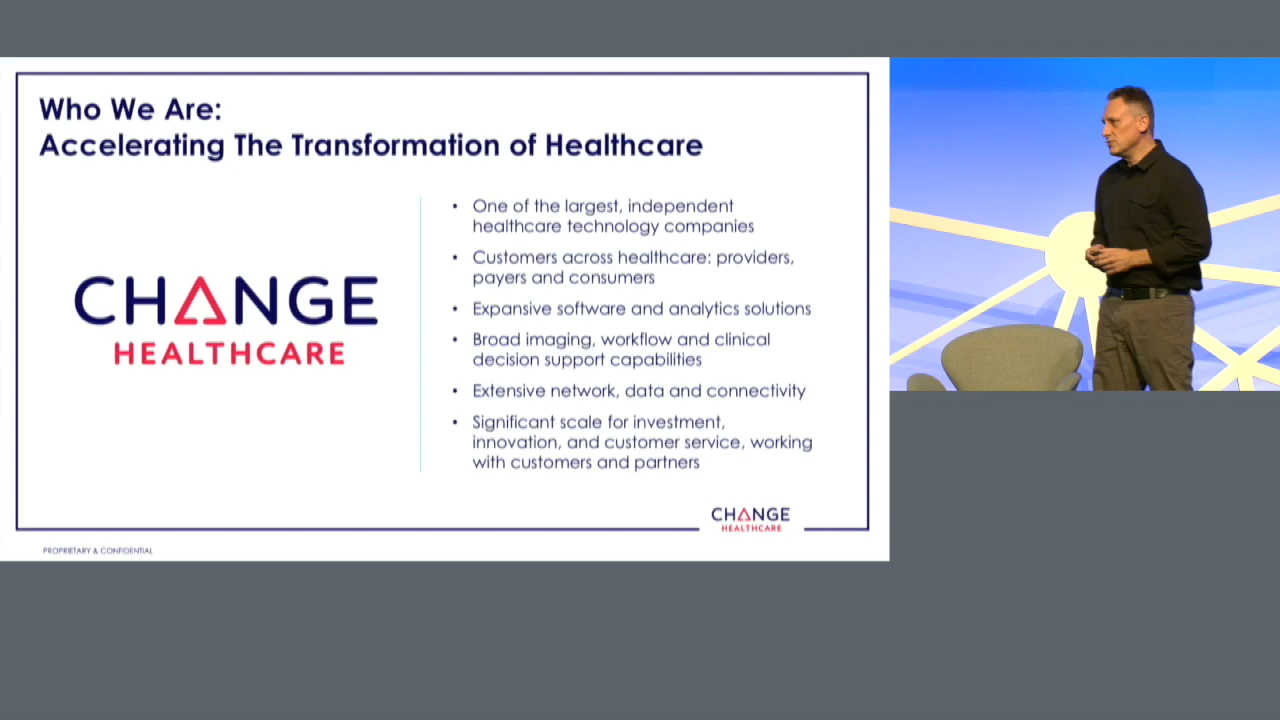 Who We Are:
Accelerating The Transformation of Healthcare
CHANGE
HEALTHCARE
• One of the largest, independent
healthcare technology companies
• Customers across healthcare: providers,
payers and consumers
• Expansive software and analytics solutions
• Broad imaging, workflow and clinical
decision support capabilities
• Extensive network, data and connectivity
• Significant scale for investment,
innovation, and customer service, working
with customers and partners
CHANGE
HEALTHCARE
PROPRIETARY & CONFIDENTIAL